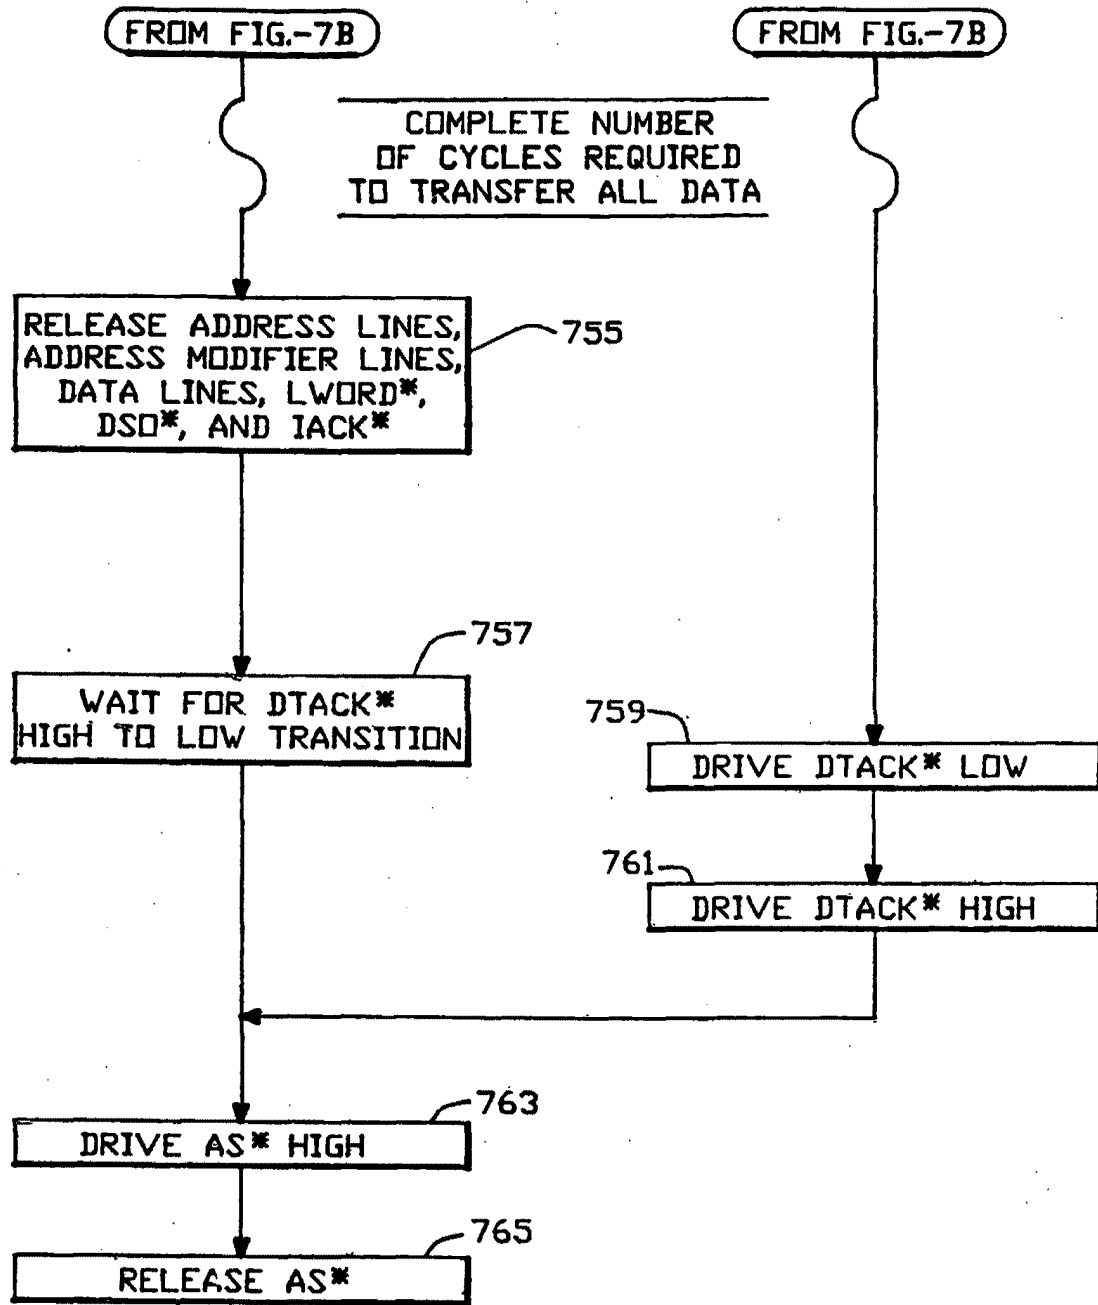 FROM FIG.-7B
FROM FIG.-7B
COMPLETE NUMBER
OF CYCLES REQUIRED
TO TRANSFER ALL DATA
RELEASE ADDRESS LINES,
ADDRESS MODIFIER LINES,
DATA LINES, LWORD*,
DSO*, AND IACK*
755
757
WAIT FOR DTACK*
HIGH TO LOW TRANSITION
759
DRIVE DTACK* LOW
761
DRIVE DTACK* HIGH
763
DRIVE AS* HIGH
765
RELEASE AS*